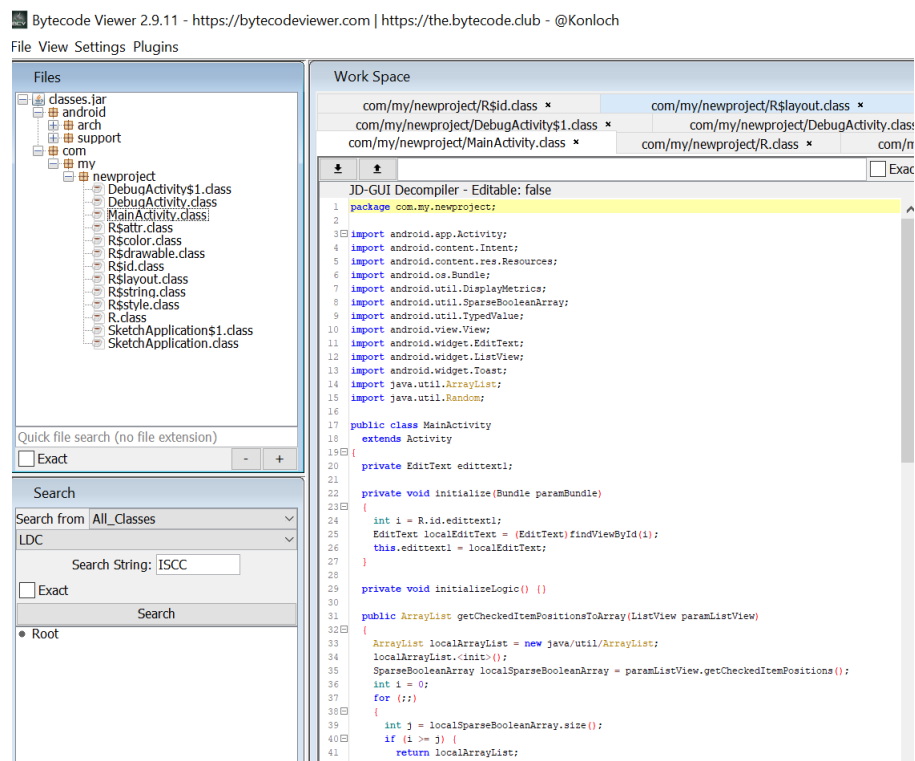 Bytecode Viewer 2.9.11 - https://bytecodeviewer.com | https://the.bytecode.club - @Konloch
File View Settings Plugins
Files
classes.jar
android
arch
support
com
my
newproject
DebugActivity$1.class
DebugActivity.class
MainActivity.class
R$attr.class
R$color.class
R$drawable.class
R$id.class
R$layout.class
R$string.class
R$style.class
R.class
SketchApplication$1.class
SketchApplication.class
Quick file search (no file extension)
Exact - +
Search
Search from All_Classes
LDC
Search String: ISCC
Exact
Search
Root
Work Space
com/my/newproject/R$id.class × com/my/newproject/R$layout.class ×
com/my/newproject/DebugActivity$1.class × com/my/newproject/DebugActivity.clas
com/my/newproject/MainActivity.class × com/my/newproject/R.class × com/m
Exac
JD-GUI Decompiler - Editable: false
1 package com.my.newproject;
2
3 import android.app.Activity;
4 import android.content.Intent;
5 import android.content.res.Resources;
6 import android.os.Bundle;
7 import android.util.DisplayMetrics;
8 import android.util.SparseBooleanArray;
9 import android.util.TypedValue;
10 import android.view.View;
11 import android.widget.EditText;
12 import android.widget.ListView;
13 import android.widget.Toast;
14 import java.util.ArrayList;
15 import java.util.Random;
16
17 public class MainActivity
18 extends Activity
19 {
20 private EditText edittext1;
21
22 private void initialize(Bundle paramBundle)
23 {
24 int i = R.id.edittext1;
25 EditText localEditText = (EditText)findViewById(i);
26 this.edittext1 = localEditText;
27 }
28
29 private void initializeLogic() {}
30
31 public ArrayList getCheckedItemPositionsToArray(ListView paramListView)
32 {
33 ArrayList localArrayList = new java/util/ArrayList;
34 localArrayList.<init>();
35 SparseBooleanArray localSparseBooleanArray = paramListView.getCheckedItemPositions();
36 int i = 0;
37 for (;;)
38 {
39 int j = localSparseBooleanArray.size();
40 if (i >= j) {
41 return localArrayList;